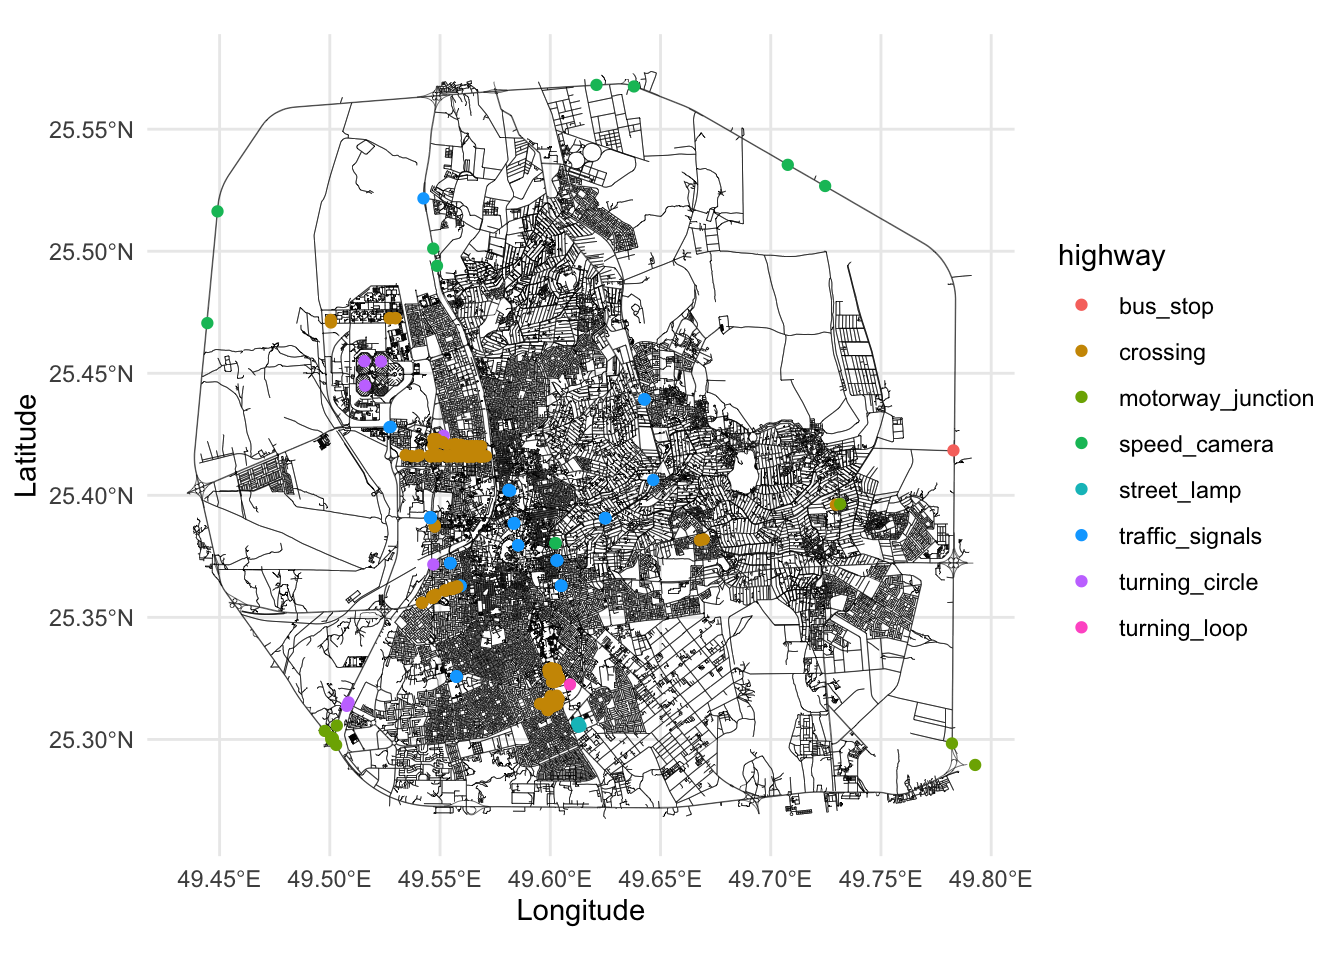 25.55°N
25.50°N
25.45°N
25.40°N
25.35°N
25.30°N
Latitude
49.45°E 49.50°E 49.55°E 49.60°E 49.65°E 49.70°E 49.75°E 49.80°E
Longitude
highway
bus_stop
crossing
motorway_junction
speed_camera
street_lamp
traffic_signals
turning_circle
turning_loop